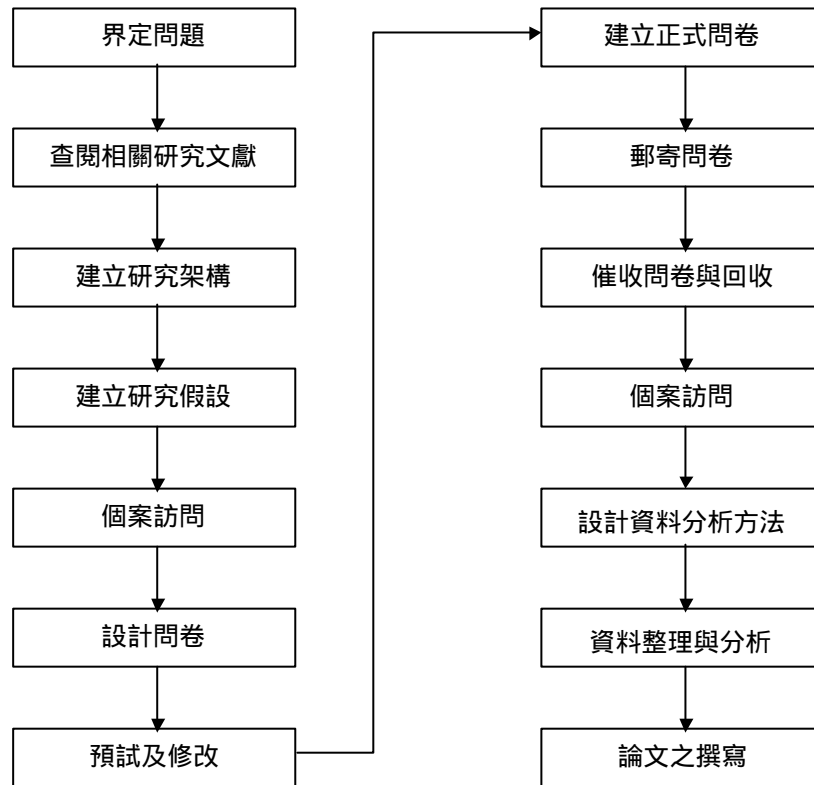 界定問題
查閱相關研究文獻
建立研究架構
建立研究假設
個案訪問
設計問卷
預試及修改
建立正式問卷
郵寄問卷
催收問卷與回收
個案訪問
設計資料分析方法
資料整理與分析
論文之撰寫